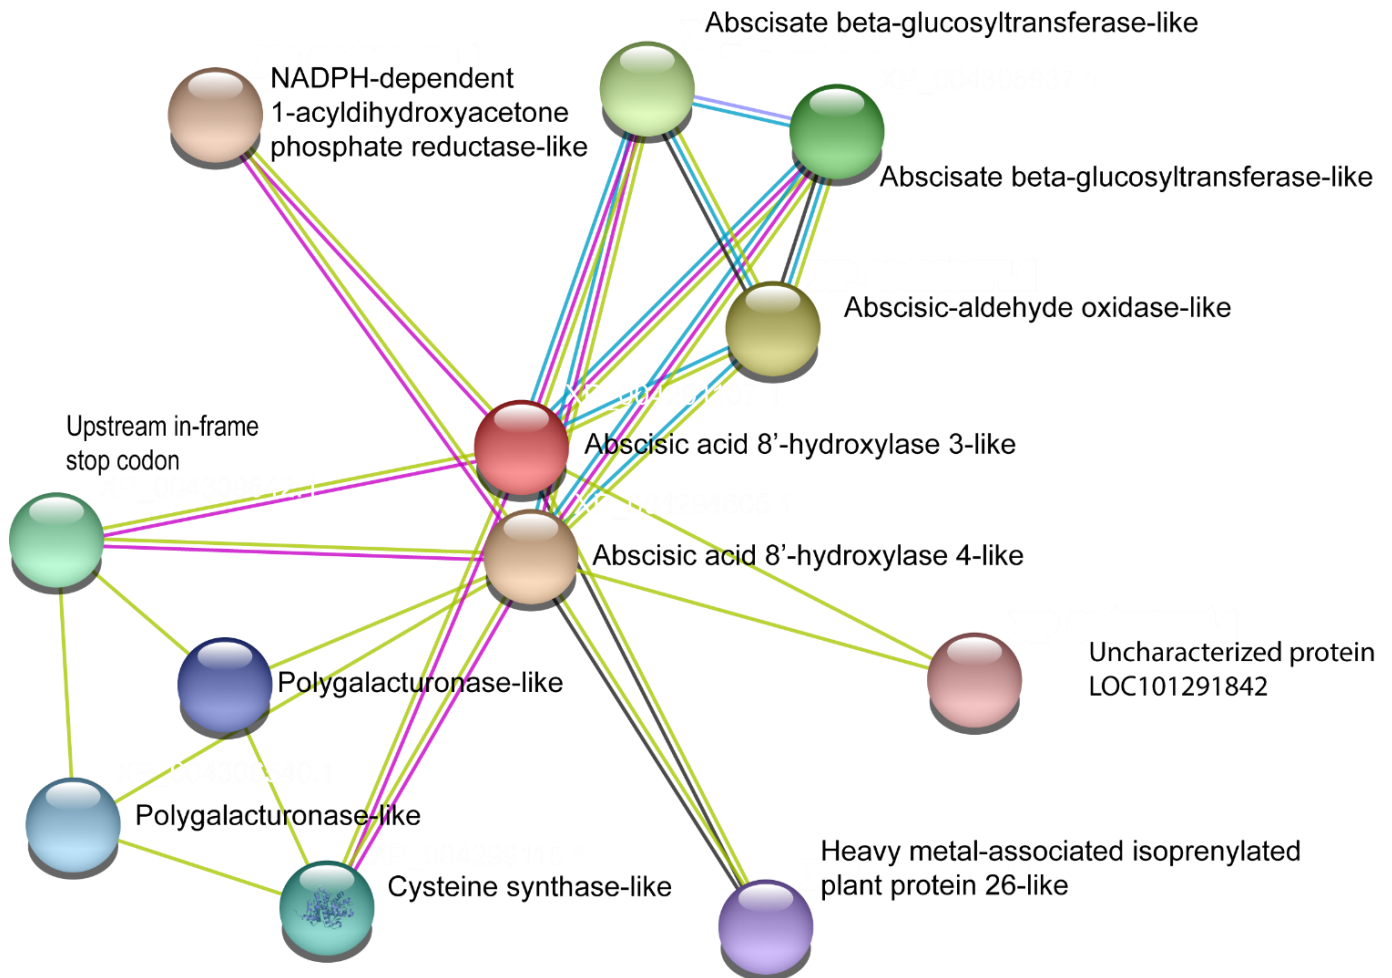 Abscisate beta-glucosyltransferase-like
NADPH-dependent
1-acyldihydroxyacetone
phosphate reductase-like
Abscisate beta-glucosyltransferase-like
Abscisic-aldehyde oxidase-like
Upstream in-frame
stop codon
Abscisic acid 8’-hydroxylase 3-like
Abscisic acid 8’-hydroxylase 4-like
Uncharacterized protein
LOC101291842
Polygalacturonase-like
Polygalacturonase-like
Cysteine synthase-like
Heavy metal-associated isoprenylated
plant protein 26-like